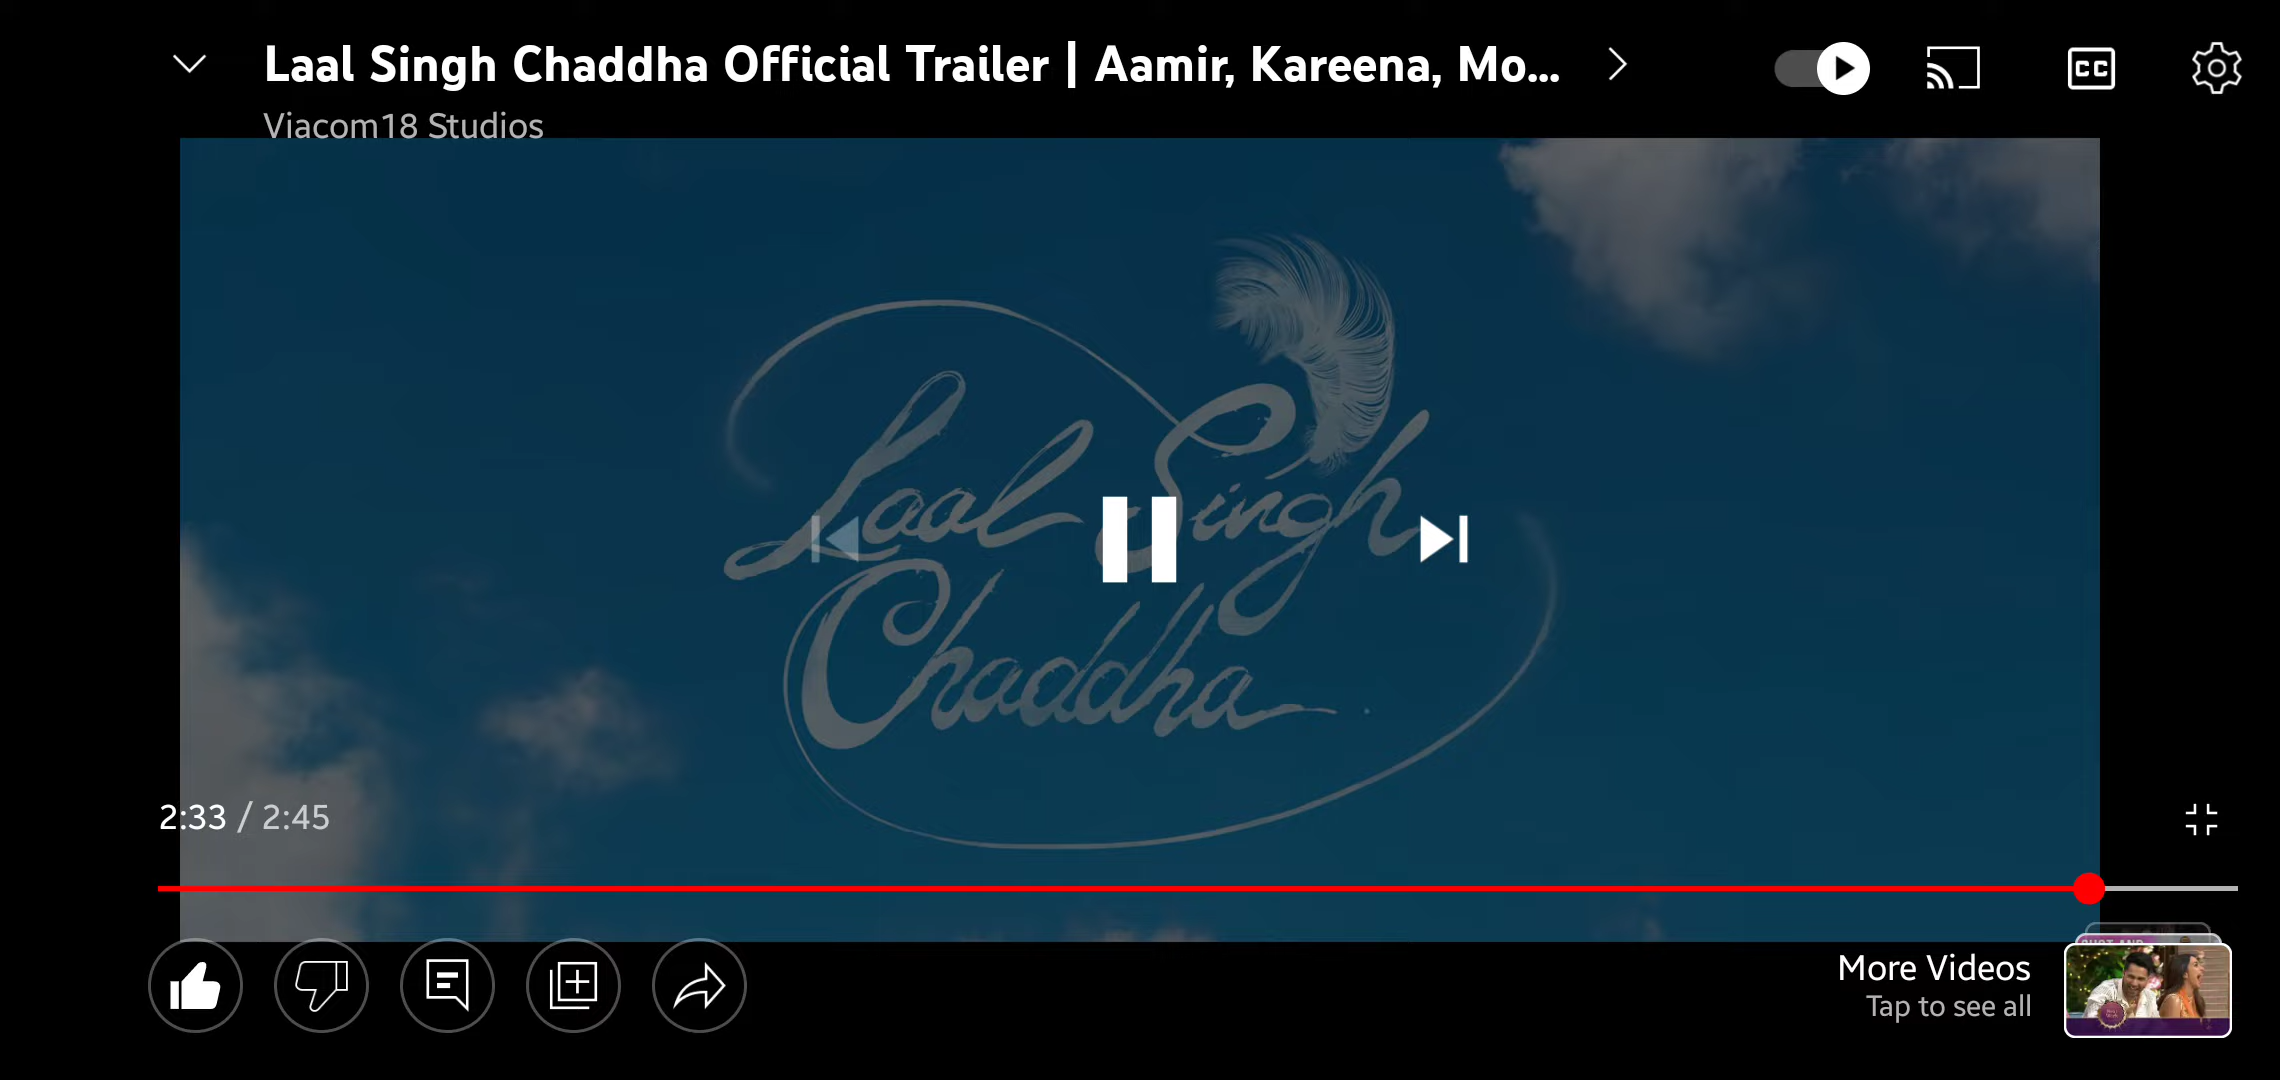 Laal Singh Chaddha Official Trailer | Aamir, Kareena, Mo...
Viacom18 Studios
CC
Laal Singh
Chaddha
2:33 / 2:45
More Videos
Tap to see all